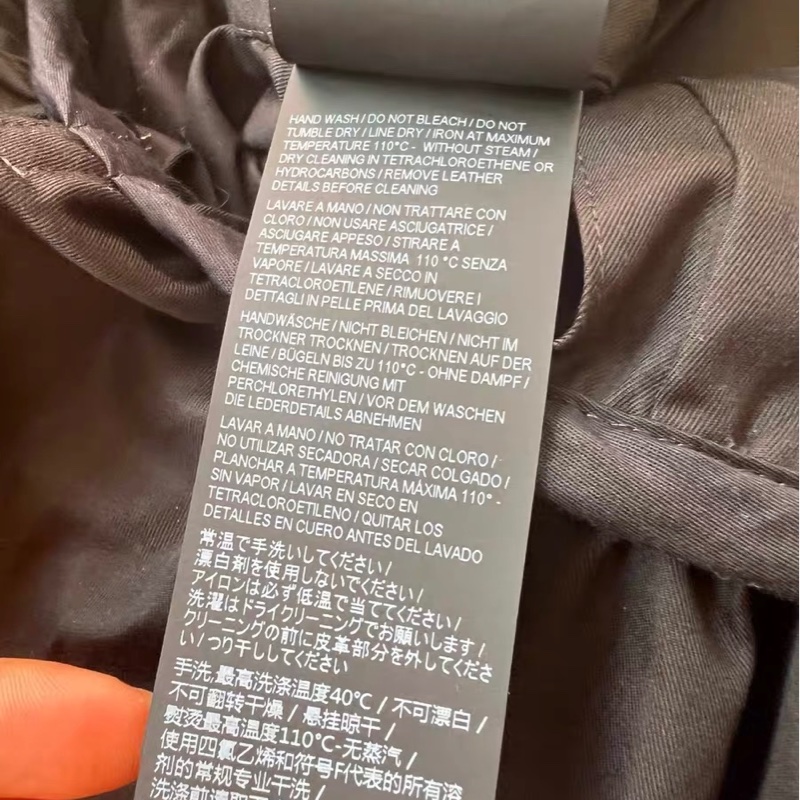 HAND WASH / DO NOT BLEACH / DO NOT
TUMBLE DRY / LINE DRY / IRON AT MAXIMUM
TEMPERATURE 110°C - WITHOUT STEAM /
DRY CLEANING IN TETRACHLOROETHENE OR
HYDROCARBONS / REMOVE LEATHER
DETAILS BEFORE CLEANING
LAVARE A MANO / NON TRATTARE CON
CLORO / NON USARE ASCIUGATRICE /
ASCIUGARE APPESO / STIRARE A
TEMPERATURA MASSIMA 110 °C SENZA
VAPORE / LAVARE A SECCO IN
TETRACLOROETILENE / RIMUOVERE I
DETTAGLI IN PELLE PRIMA DEL LAVAGGIO
HANDWÄSCHE / NICHT BLEICHEN / NICHT IM
TROCKNER TROCKNEN / TROCKNEN AUF DER
LEINE / BÜGELN BIS ZU 110°C - OHNE DAMPF /
CHEMISCHE REINIGUNG MIT
PERCHLORETHYLEN / VOR DEM WASCHEN
DIE LEDERDETAILS ABNEHMEN
LAVAR A MANO / NO TRATAR CON CLORO /
NO UTILIZAR SECADORA / SECAR COLGADO /
PLANCHAR A TEMPERATURA MÁXIMA 110° -
SIN VAPOR / LAVAR EN SECO EN
TETRACLOROETILENO / QUITAR LOS
DETALLES EN CUERO ANTES DEL LAVADO
常温で手洗いしてください /
漂白剤を使用しないでください /
アイロンは必ず低温で当ててください /
洗濯はドライクリーニングでお願いします /
クリーニングの前に皮革部分を外してくださ
い / つり干ししてください
手洗,最高洗涤温度40℃ / 不可漂白 /
不可翻转干燥 / 悬挂晾干 /
熨烫最高温度110℃-无蒸汽 /
使用四氯乙烯和符号F代表的所有溶
剂的常规专业干洗 /
洗涤前请取下